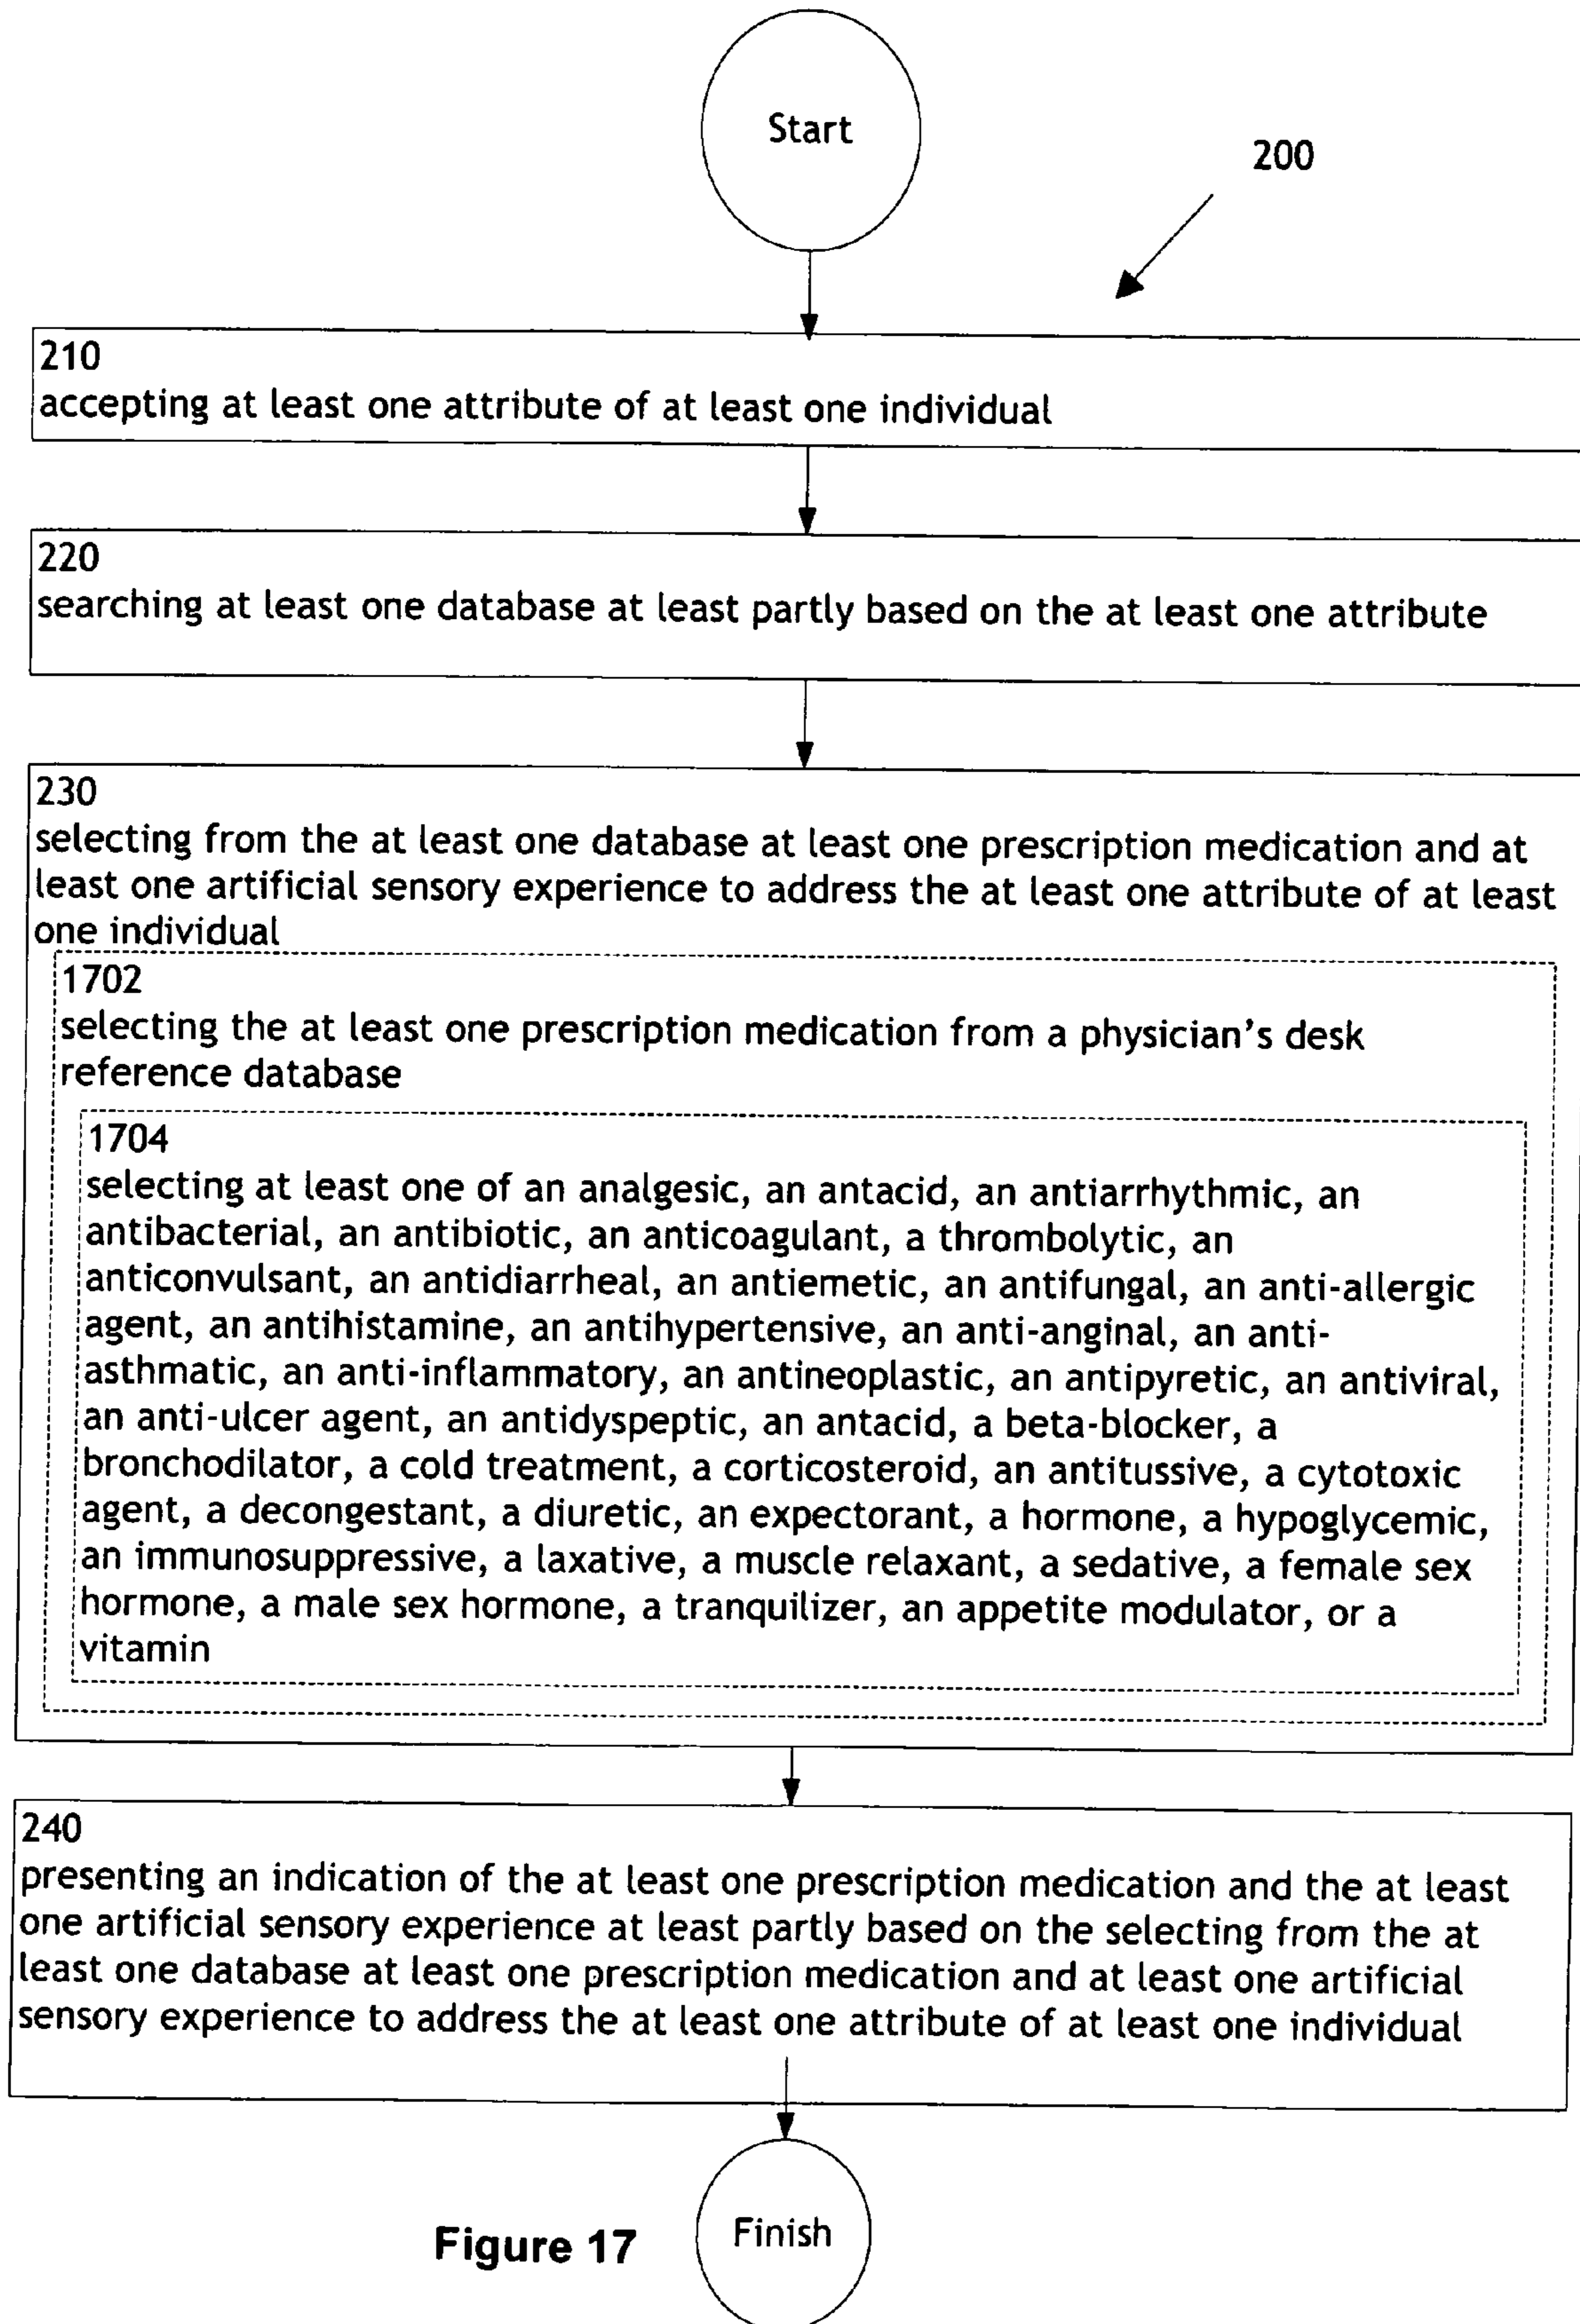 Start
200
210
accepting at least one attribute of at least one individual
220
searching at least one database at least partly based on the at least one attribute
230
selecting from the at least one database at least one prescription medication and at
least one artificial sensory experience to address the at least one attribute of at least
one individual
1702
selecting the at least one prescription medication from a physician's desk
reference database
1704
selecting at least one of an analgesic, an antacid, an antiarrhythmic, an
antibacterial, an antibiotic, an anticoagulant, a thrombolytic, an
anticonvulsant, an antidiarrheal, an antiemetic, an antifungal, an anti-allergic
agent, an antihistamine, an antihypertensive, an anti-anginal, an anti-
asthmatic, an anti-inflammatory, an antineoplastic, an antipyretic, an antiviral,
an anti-ulcer agent, an antidyspeptic, an antacid, a beta-blocker, a
bronchodilator, a cold treatment, a corticosteroid, an antitussive, a cytotoxic
agent, a decongestant, a diuretic, an expectorant, a hormone, a hypoglycemic,
an immunosuppressive, a laxative, a muscle relaxant, a sedative, a female sex
hormone, a male sex hormone, a tranquilizer, an appetite modulator, or a
vitamin
240
presenting an indication of the at least one prescription medication and the at least
one artificial sensory experience at least partly based on the selecting from the at
least one database at least one prescription medication and at least one artificial
sensory experience to address the at least one attribute of at least one individual
Figure 17
Finish